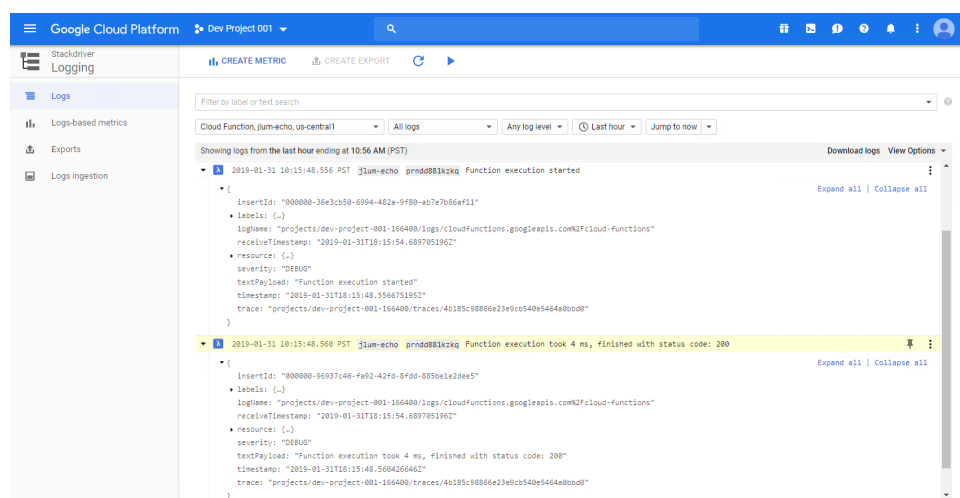 Google Cloud Platform Dev Project 001
Stackdriver
Logging
CREATE METRIC CREATE EXPORT
Logs
Logs-based metrics
Exports
Logs ingestion
Filter by label or text search
Cloud Function, jlum-echo, us-central1 All logs Any log level Last hour Jump to now
Showing logs from the last hour ending at 10:56 AM (PST) Download logs View Options
λ 2019-01-31 10:15:48.556 PST jlum-echo prndd881kzkq Function execution started
{ Expand all | Collapse all
insertId: "000000-36e3cb50-6994-482a-9f80-ab7e7b86af11"
labels: {…}
logName: "projects/dev-project-001-166400/logs/cloudfunctions.googleapis.com%2Fcloud-functions"
receiveTimestamp: "2019-01-31T18:15:54.689705196Z"
resource: {…}
severity: "DEBUG"
textPayload: "Function execution started"
timestamp: "2019-01-31T18:15:48.556675195Z"
trace: "projects/dev-project-001-166400/traces/4b185c98866e23e9cb540e5464a0bbd0"
}
λ 2019-01-31 10:15:48.560 PST jlum-echo prndd881kzkq Function execution took 4 ms, finished with status code: 200
{ Expand all | Collapse all
insertId: "000000-96937c46-fa92-42fd-8fdd-885be1e2dee5"
labels: {…}
logName: "projects/dev-project-001-166400/logs/cloudfunctions.googleapis.com%2Fcloud-functions"
receiveTimestamp: "2019-01-31T18:15:54.689705196Z"
resource: {…}
severity: "DEBUG"
textPayload: "Function execution took 4 ms, finished with status code: 200"
timestamp: "2019-01-31T18:15:48.560426646Z"
trace: "projects/dev-project-001-166400/traces/4b185c98866e23e9cb540e5464a0bbd0"
}